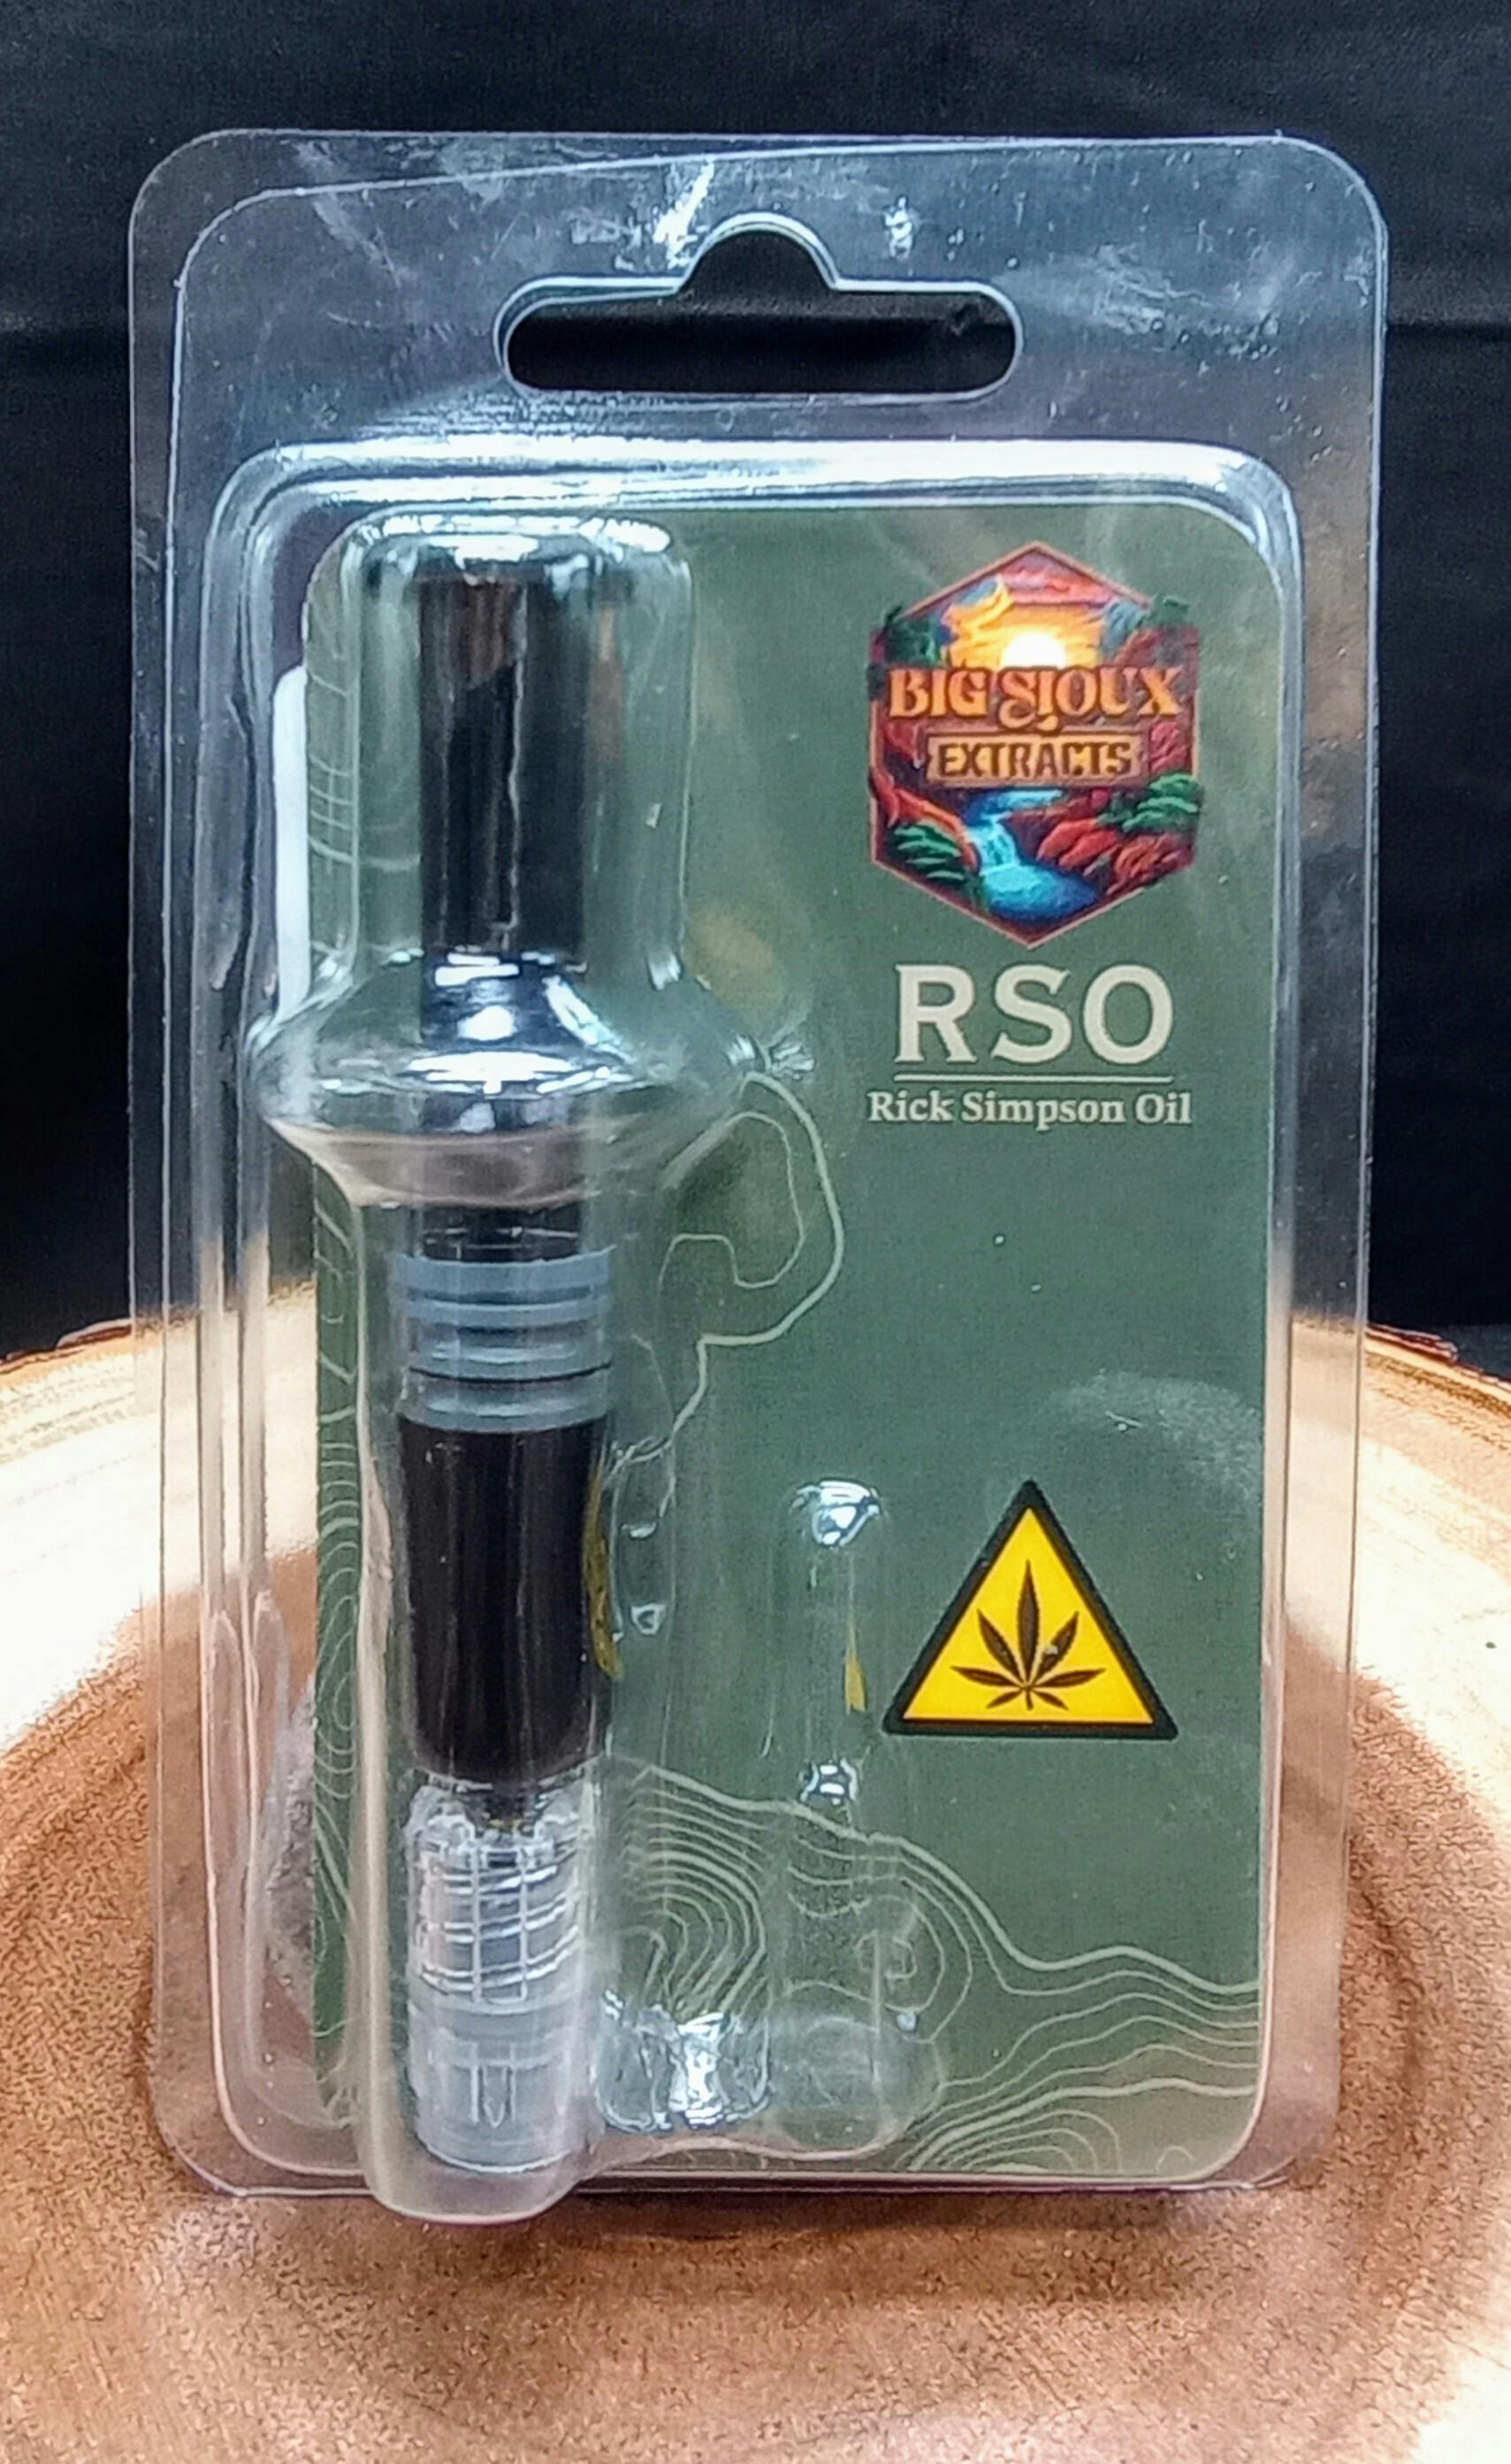 BIG SIOUX
EXTRACTS
RSO
Rick Simpson Oil